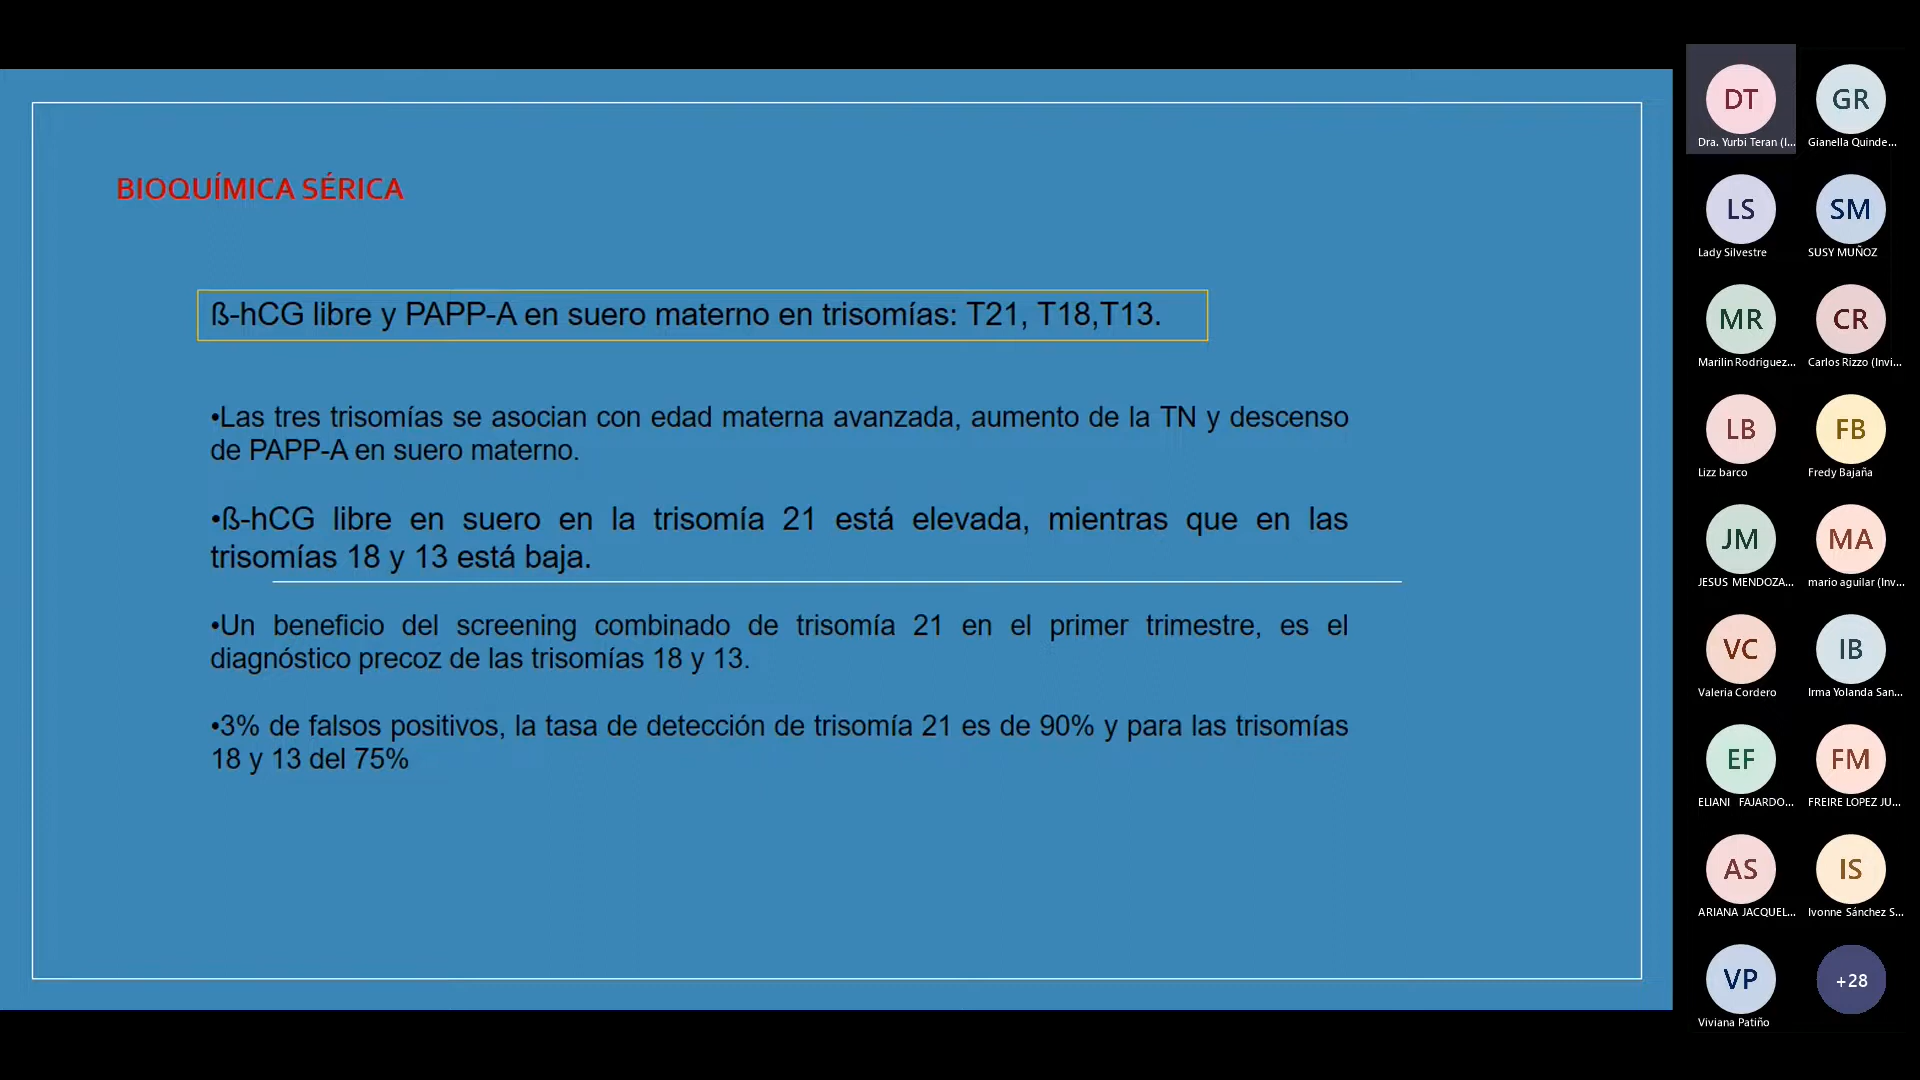 BIOQUÍMICA SÉRICA
ß-hCG libre y PAPP-A en suero materno en trisomías: T21, T18,T13.
•Las tres trisomías se asocian con edad materna avanzada, aumento de la TN y descenso
de PAPP-A en suero materno.
•ß-hCG libre en suero en la trisomía 21 está elevada, mientras que en las
trisomías 18 y 13 está baja.
•Un beneficio del screening combinado de trisomía 21 en el primer trimestre, es el
diagnóstico precoz de las trisomías 18 y 13.
•3% de falsos positivos, la tasa de detección de trisomía 21 es de 90% y para las trisomías
18 y 13 del 75%
DT
Dra. Yurbi Teran (I...
GR
Gianella Quinde...
LS
Lady Silvestre
SM
SUSY MUÑOZ
MR
Marilin Rodriguez...
CR
Carlos Rizzo (Invi...
LB
Lizz barco
FB
Fredy Bajaña
JM
JESUS MENDOZA...
MA
mario aguilar (Inv...
VC
Valeria Cordero
IB
Irma Yolanda San...
EF
ELIANI FAJARDO...
FM
FREIRE LOPEZ JU...
AS
ARIANA JACQUEL...
IS
Ivonne Sánchez S...
VP
Viviana Patiño
+28